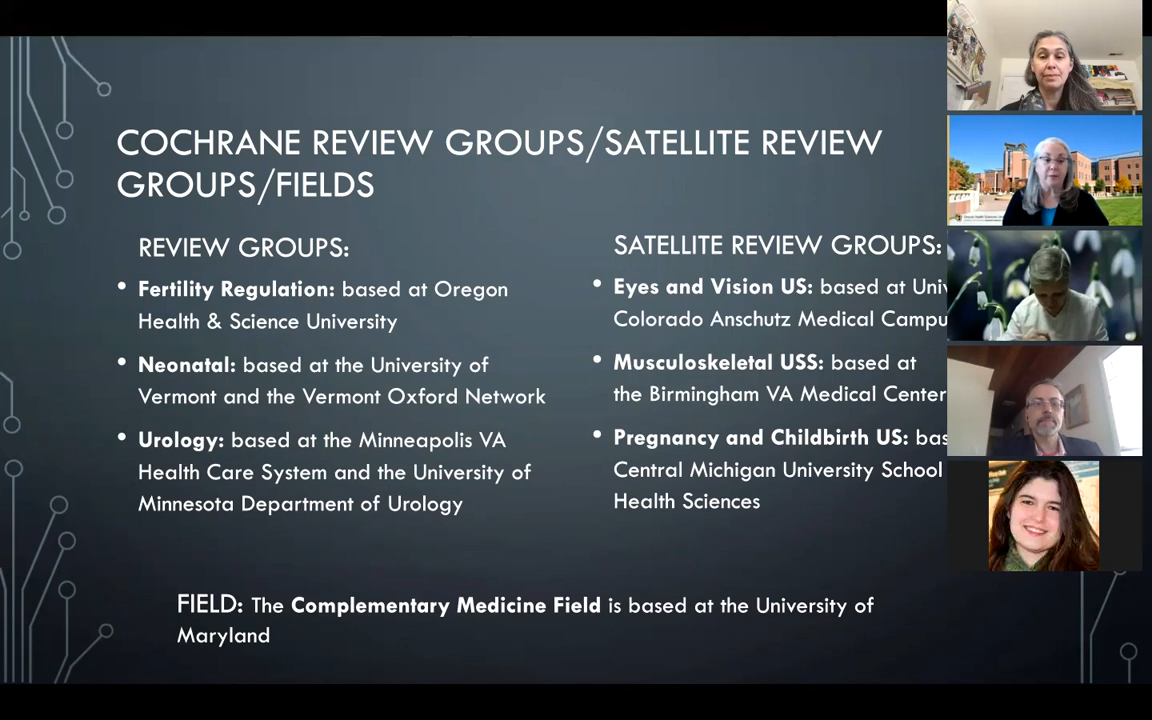 COCHRANE REVIEW GROUPS/SATELLITE REVIEW
GROUPS/FIELDS
REVIEW GROUPS:
• Fertility Regulation: based at Oregon
Health & Science University
• Neonatal: based at the University of
Vermont and the Vermont Oxford Network
• Urology: based at the Minneapolis VA
Health Care System and the University of
Minnesota Department of Urology
SATELLITE REVIEW GROUPS:
• Eyes and Vision US: based at Univ
Colorado Anschutz Medical Campu
• Musculoskeletal USS: based at
the Birmingham VA Medical Center
• Pregnancy and Childbirth US: bas
Central Michigan University School
Health Sciences
FIELD: The Complementary Medicine Field is based at the University of
Maryland